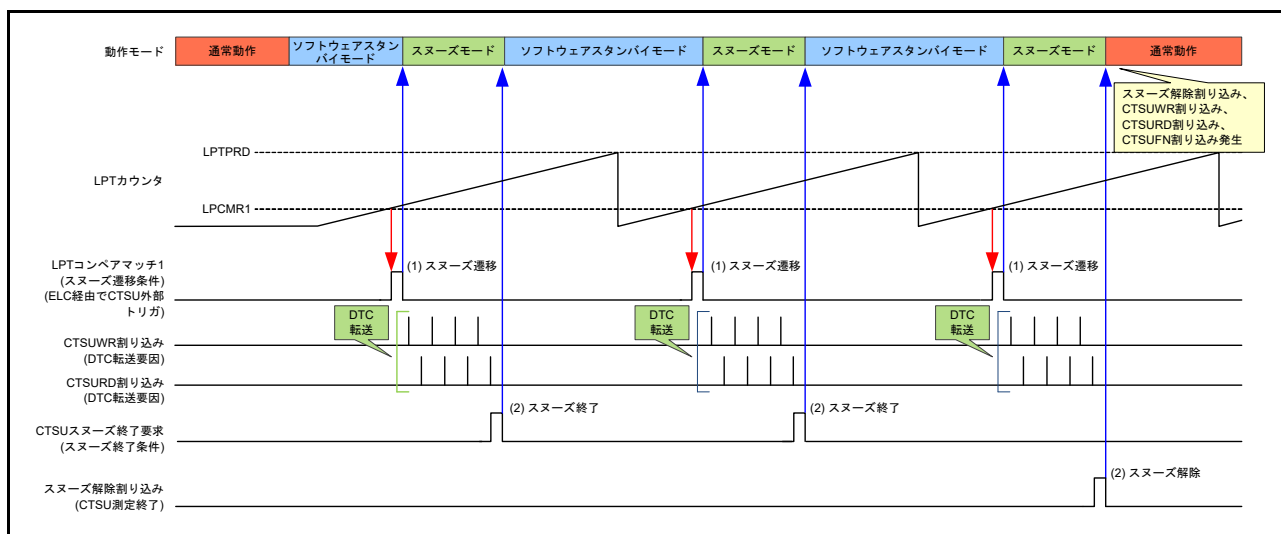 動作モード
通常動作
ソフトウェアスタン
バイモード
スヌーズモード
ソフトウェアスタンバイモード
スヌーズモード
ソフトウェアスタンバイモード
スヌーズモード
通常動作
スヌーズ解除割り込み、
CTSUWR割り込み、
CTSURD割り込み、
CTSUFN割り込み発生
LPTPRD
LPTカウンタ
LPCMR1
LPTコンペアマッチ1
(スヌーズ遷移条件)
(ELC経由でCTSU外部
トリガ)
(1) スヌーズ遷移
(1) スヌーズ遷移
(1) スヌーズ遷移
DTC
転送
DTC
転送
DTC
転送
CTSUWR割り込み
(DTC転送要因)
CTSURD割り込み
(DTC転送要因)
(2) スヌーズ終了
(2) スヌーズ終了
CTSUスヌーズ終了要求
(スヌーズ終了条件)
(2) スヌーズ解除
スヌーズ解除割り込み
(CTSU測定終了)